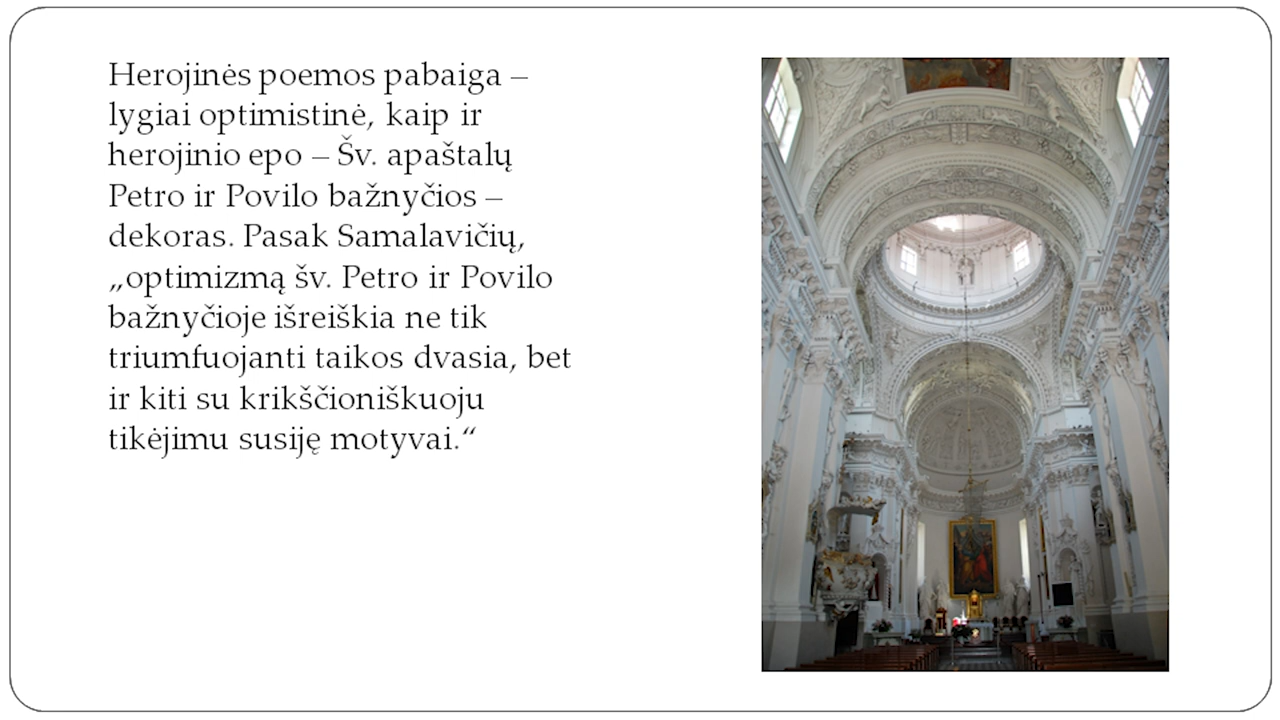 Herojinės poemos pabaiga –
lygiai optimistinė, kaip ir
herojinio epo – Šv. apaštalų
Petro ir Povilo bažnyčios –
dekoras. Pasak Samalavičių,
„optimizmą šv. Petro ir Povilo
bažnyčioje išreiškia ne tik
triumfuojanti taikos dvasia, bet
ir kiti su krikščioniškuoju
tikėjimu susiję motyvai.“